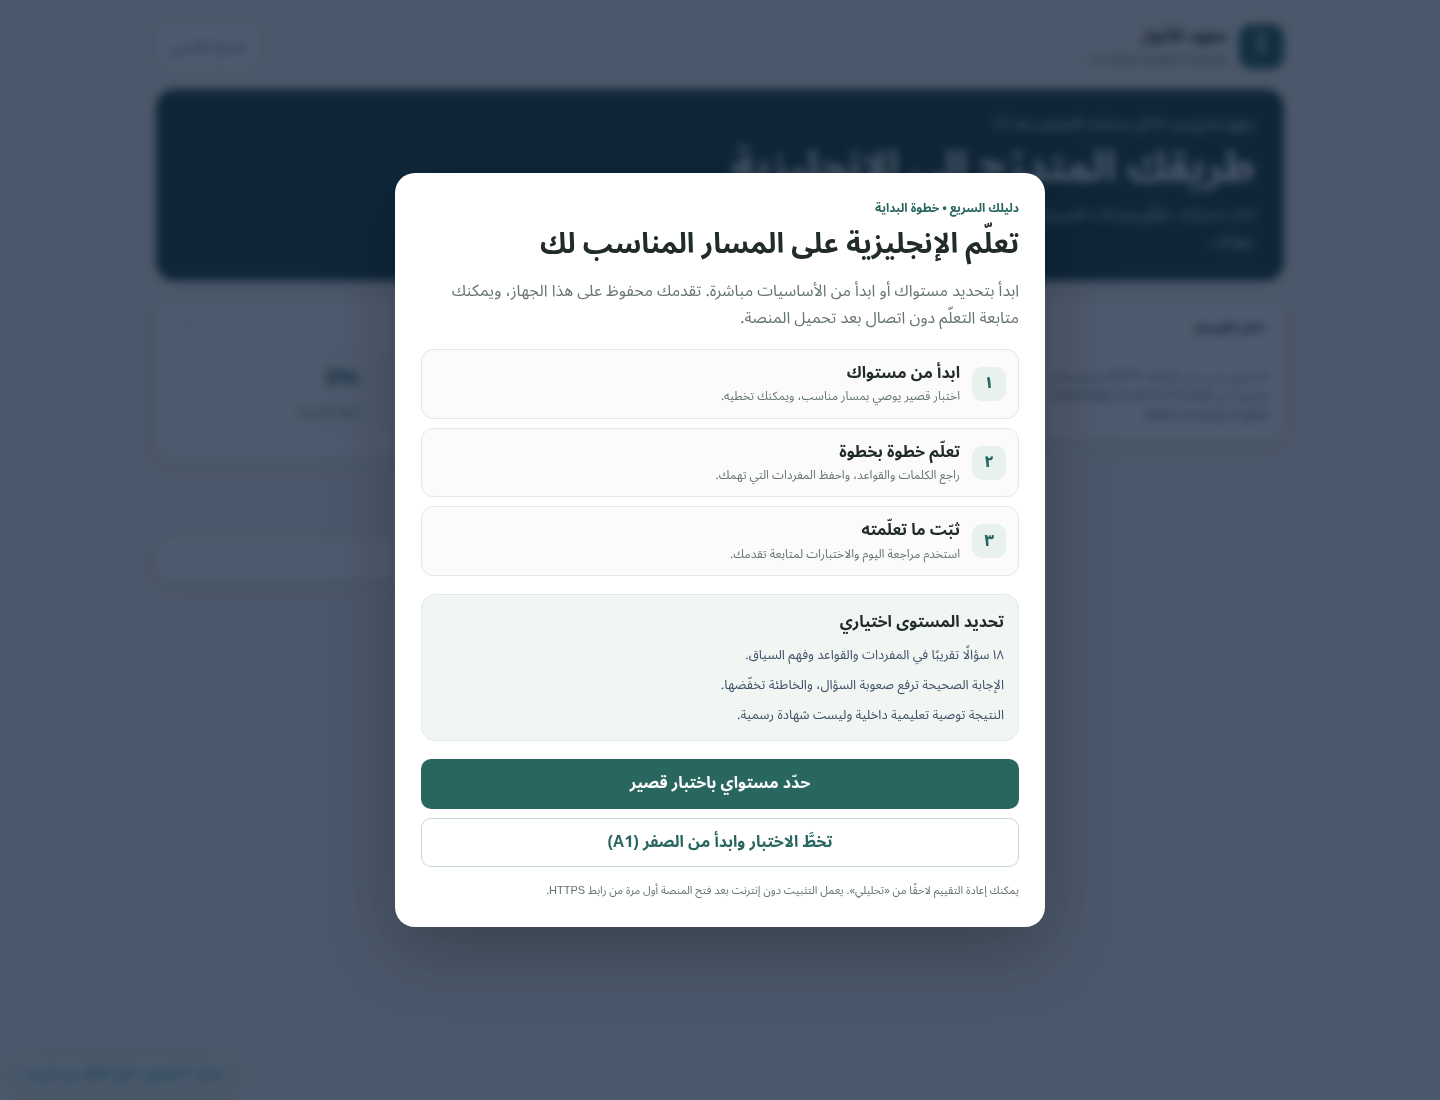 طريقك المتدرّج إلى الإنجليزية
دليلك السريع • خطوة البداية
تعلّم الإنجليزية على المسار المناسب لك
ابدأ بتحديد مستواك أو ابدأ من الأساسيات مباشرة. تقدمك محفوظ على هذا الجهاز، ويمكنك
متابعة التعلّم دون اتصال بعد تحميل المنصة.
١
ابدأ من مستواك
اختبار قصير يوصي بمسار مناسب، ويمكنك تخطيه.
٢
تعلّم خطوة بخطوة
راجع الكلمات والقواعد، واحفظ المفردات التي تهمك.
٣
ثبّت ما تعلّمته
استخدم مراجعة اليوم والاختبارات لمتابعة تقدمك.
تحديد المستوى اختياري
١٨ سؤالًا تقريبًا في المفردات والقواعد وفهم السياق.
الإجابة الصحيحة ترفع صعوبة السؤال، والخاطئة تخفّضها.
النتيجة توصية تعليمية داخلية وليست شهادة رسمية.
حدّد مستواي باختبار قصير
تخطَّ الاختبار وابدأ من الصفر (A1)
يمكنك إعادة التقييم لاحقًا من «تحليلي». يعمل التثبيت دون إنترنت بعد فتح المنصة أول مرة من رابط HTTPS.